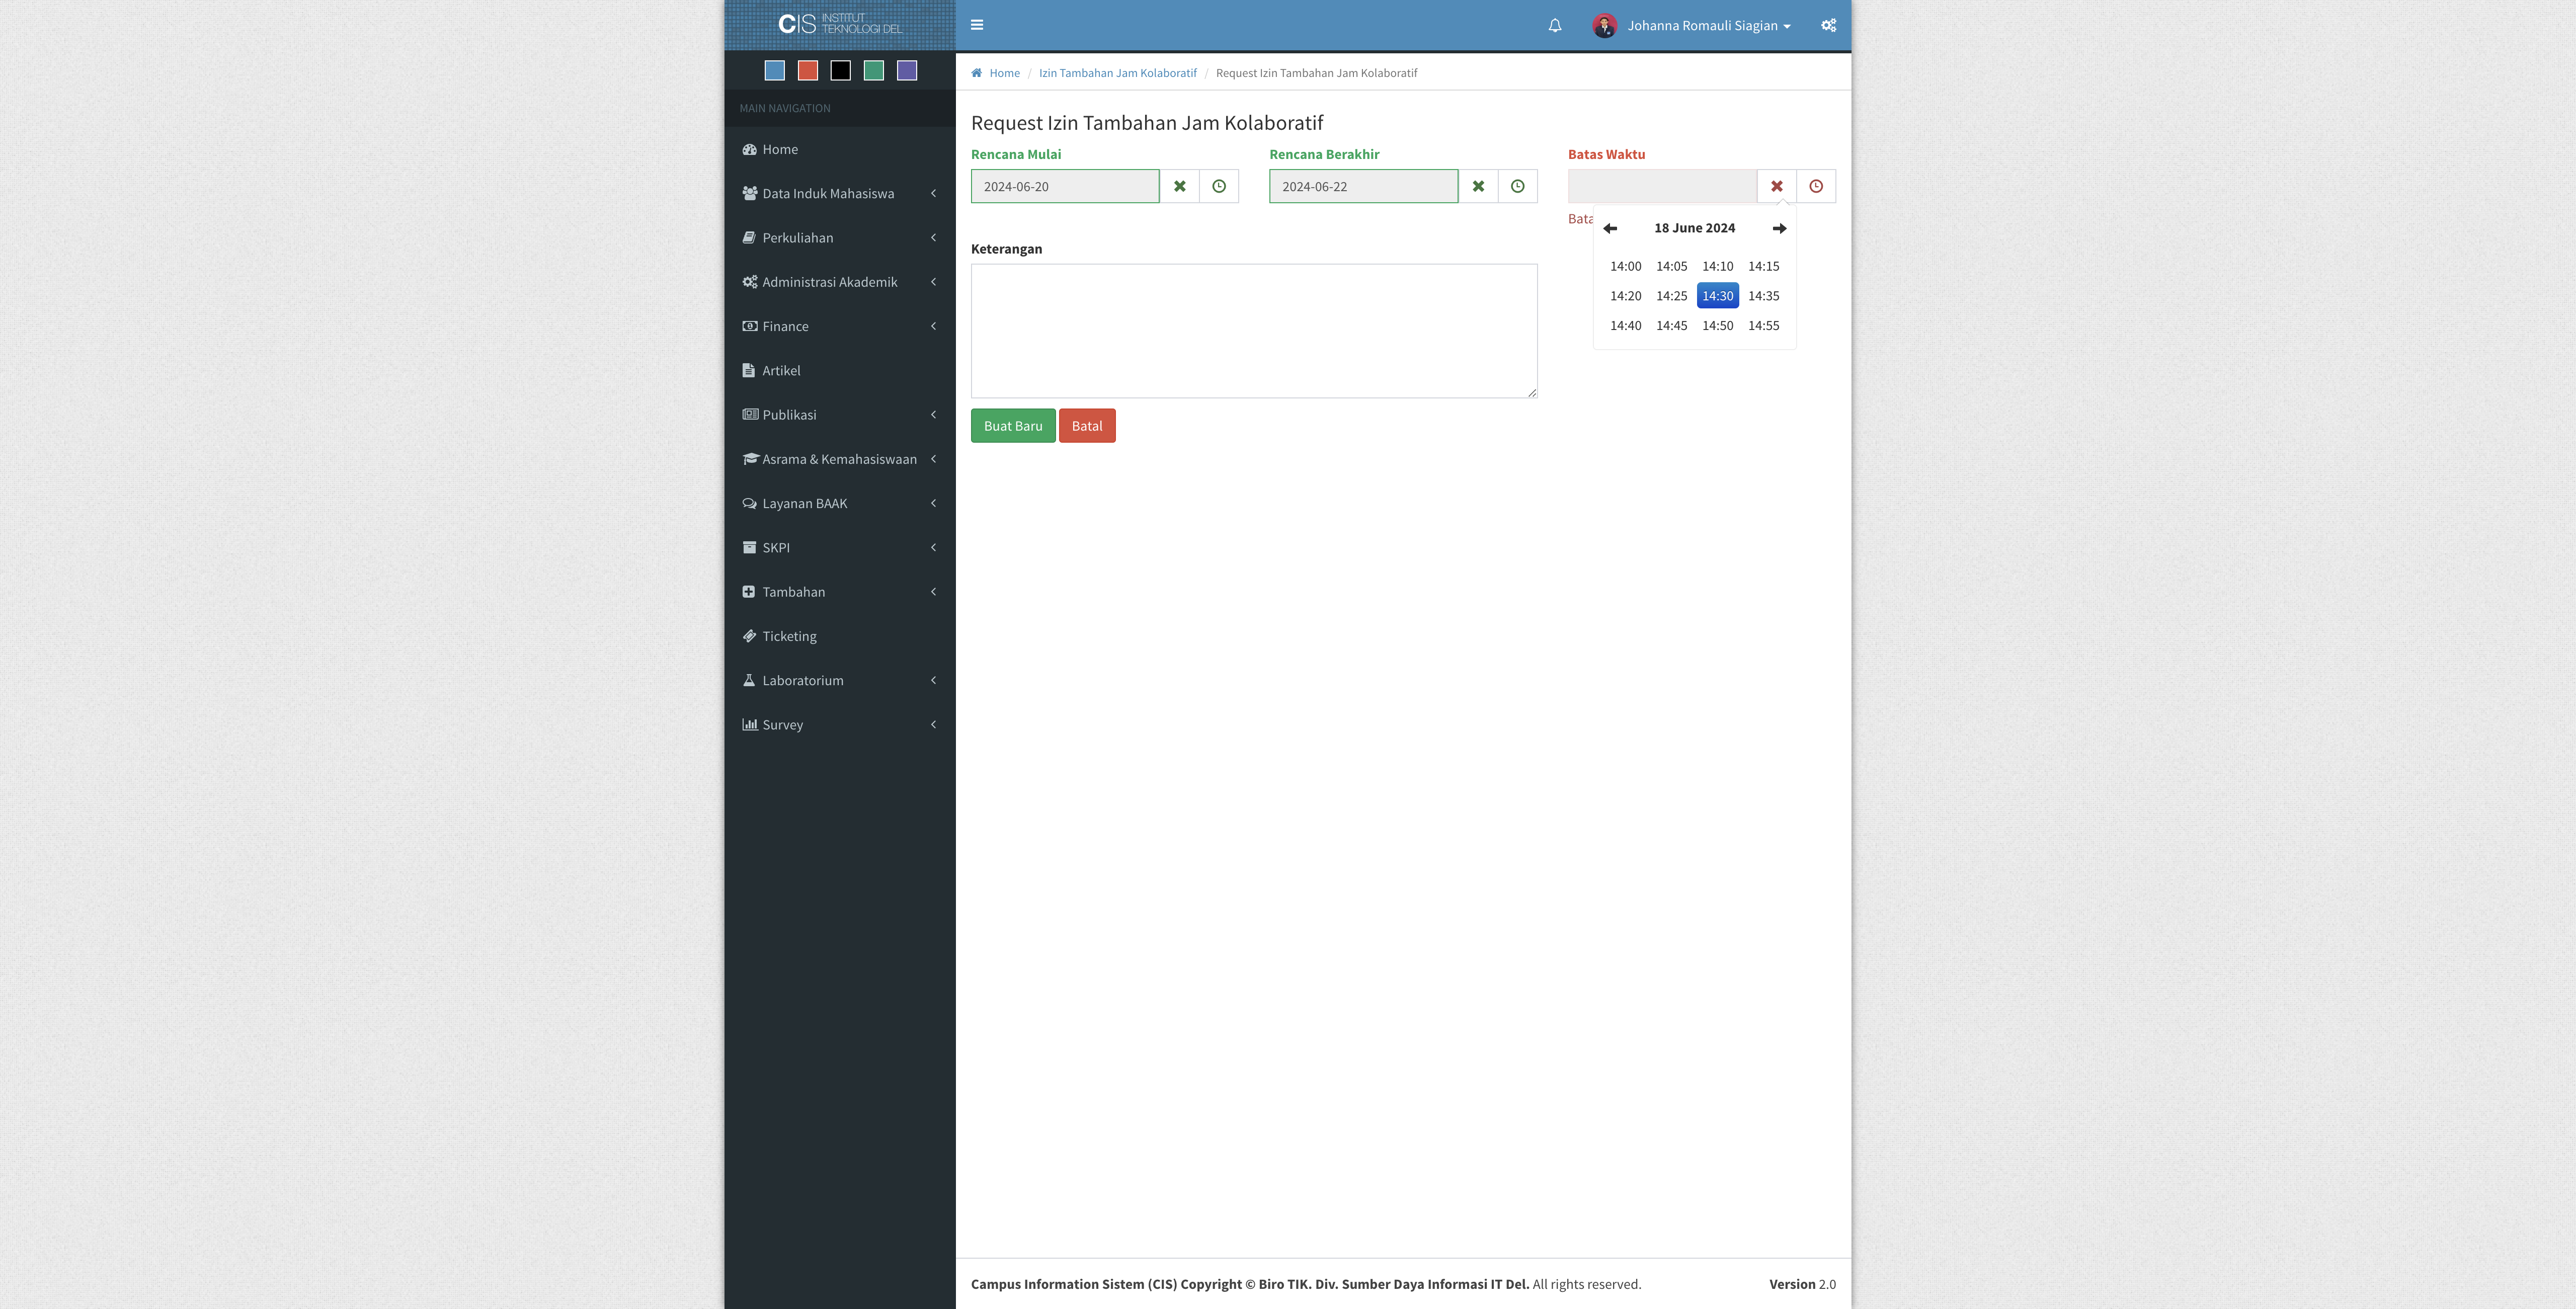 CIS INSTITUT TEKNOLOGI DEL
Johanna Romauli Siagian
MAIN NAVIGATION
Home
Data Induk Mahasiswa
Perkuliahan
Administrasi Akademik
Finance
Artikel
Publikasi
Asrama & Kemahasiswaan
Layanan BAAK
SKPI
Tambahan
Ticketing
Laboratorium
Survey
Home / Izin Tambahan Jam Kolaboratif / Request Izin Tambahan Jam Kolaboratif
Request Izin Tambahan Jam Kolaboratif
Rencana Mulai
2024-06-20
Rencana Berakhir
2024-06-22
Batas Waktu
18 June 2024
14:00 14:05 14:10 14:15
14:20 14:25 14:30 14:35
14:40 14:45 14:50 14:55
Keterangan
Buat Baru Batal
Campus Information Sistem (CIS) Copyright © Biro TIK. Div. Sumber Daya Informasi IT Del. All rights reserved.
Version 2.0